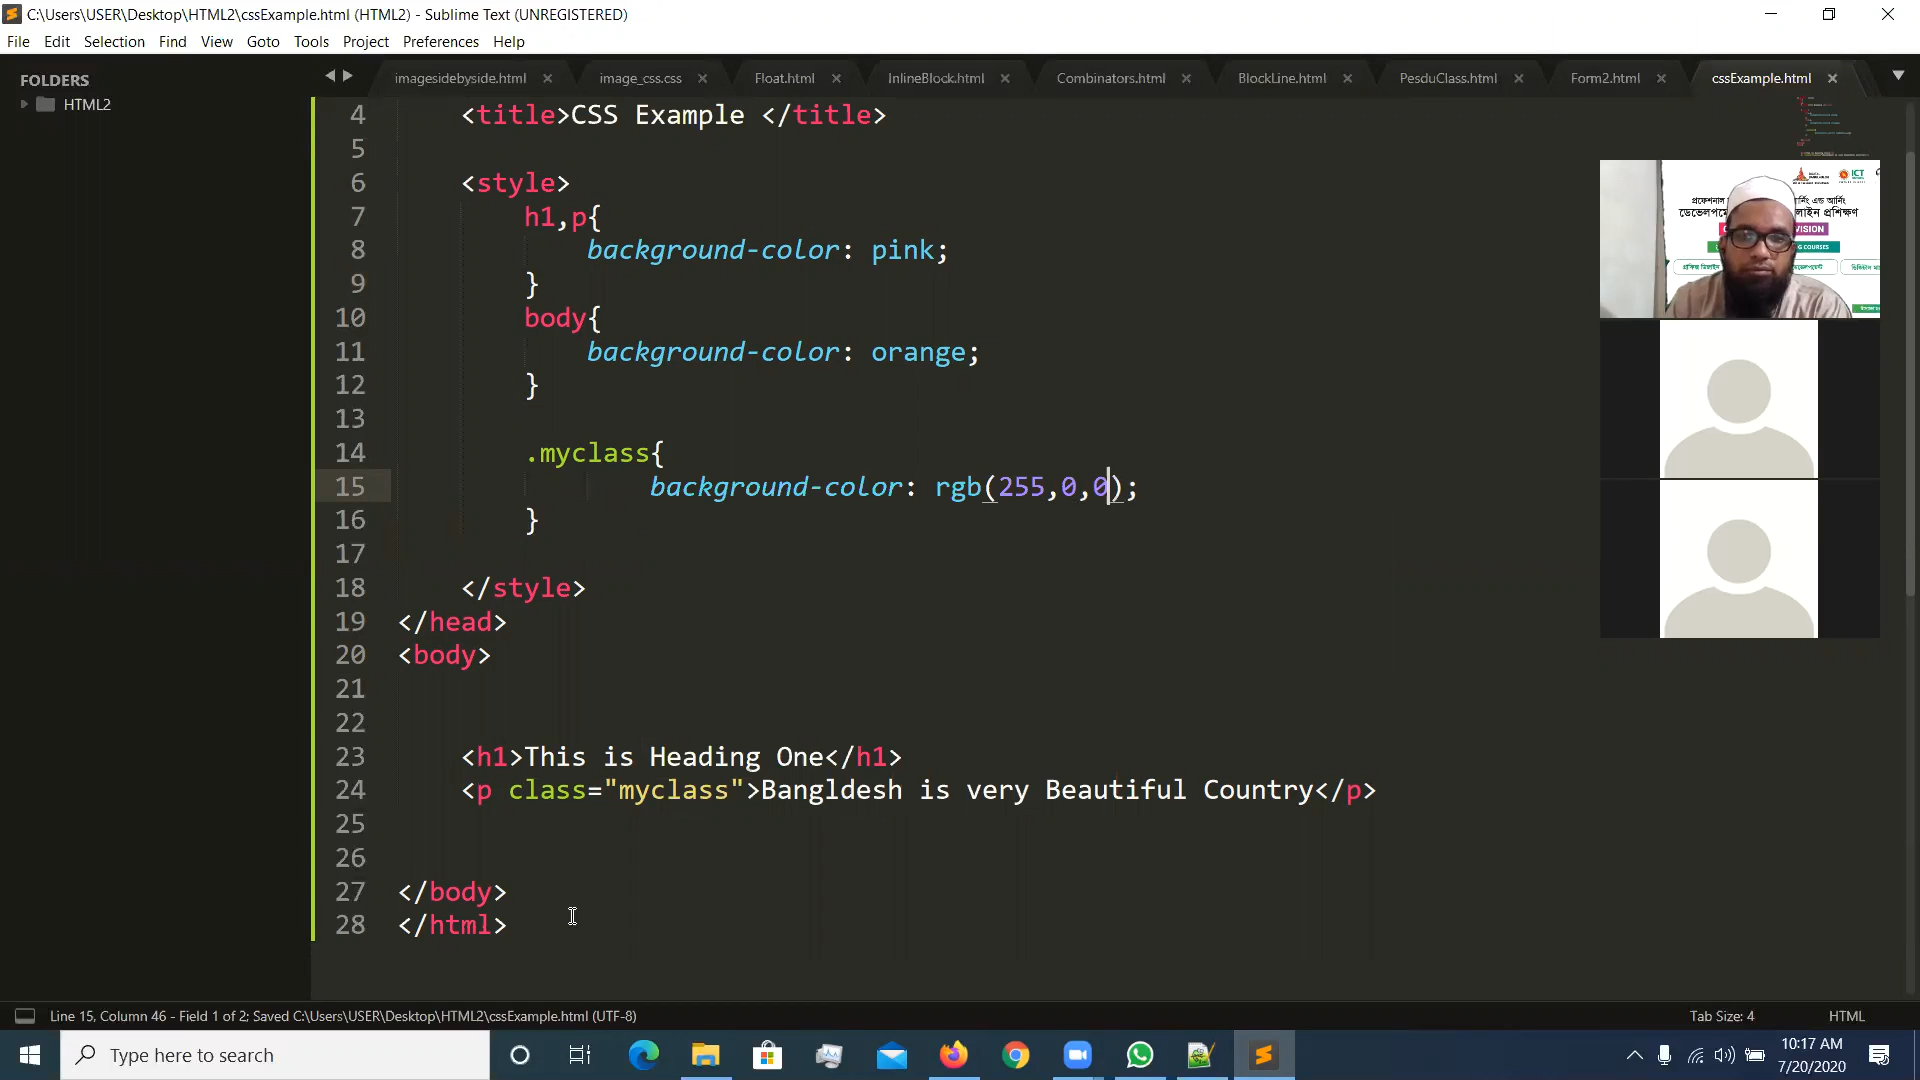 C:\Users\USER\Desktop\HTML2\cssExample.html (HTML2) - Sublime Text (UNREGISTERED)
File Edit Selection Find View Goto Tools Project Preferences Help
FOLDERS
HTML2
imagesidebyside.html
image_css.css
Float.html
InlineBlock.html
Combinators.html
BlockLine.html
PesduClass.html
Form2.html
cssExample.html
4 <title>CSS Example </title>
5
6 <style>
7 h1,p{
8 background-color: pink;
9 }
10 body{
11 background-color: orange;
12 }
13
14 .myclass{
15 background-color: rgb(255,0,0);
16 }
17
18 </style>
19 </head>
20 <body>
21
22
23 <h1>This is Heading One</h1>
24 <p class="myclass">Bangldesh is very Beautiful Country</p>
25
26
27 </body>
28 </html>
ICT
প্রফেশনাল
COURSES
Line 15, Column 46 - Field 1 of 2; Saved C:\Users\USER\Desktop\HTML2\cssExample.html (UTF-8)
Tab Size: 4
HTML
Type here to search
10:17 AM
7/20/2020